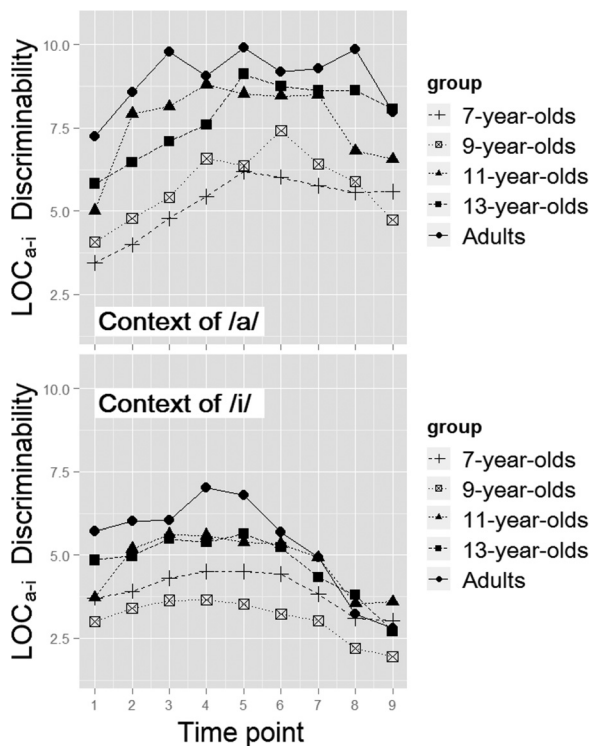 LOCa-i Discriminability
10.0
7.5
5.0
2.5
Context of /a/
group
7-year-olds
9-year-olds
11-year-olds
13-year-olds
Adults
LOCa-i Discriminability
10.0
7.5
5.0
2.5
Context of /i/
group
7-year-olds
9-year-olds
11-year-olds
13-year-olds
Adults
1 2 3 4 5 6 7 8 9
Time point